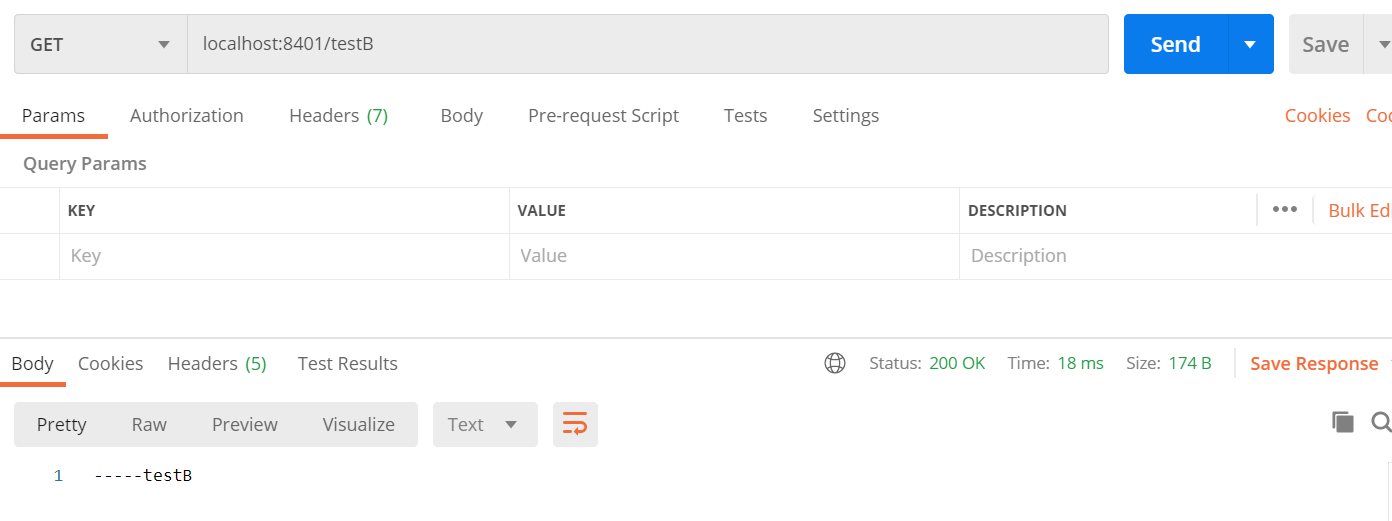 GET localhost:8401/testB Send Save
Params Authorization Headers (7) Body Pre-request Script Tests Settings Cookies
Query Params
KEY VALUE DESCRIPTION ••• Bulk Ed
Key Value Description
Body Cookies Headers (5) Test Results Status: 200 OK Time: 18 ms Size: 174 B Save Response
Pretty Raw Preview Visualize Text
1 -----testB